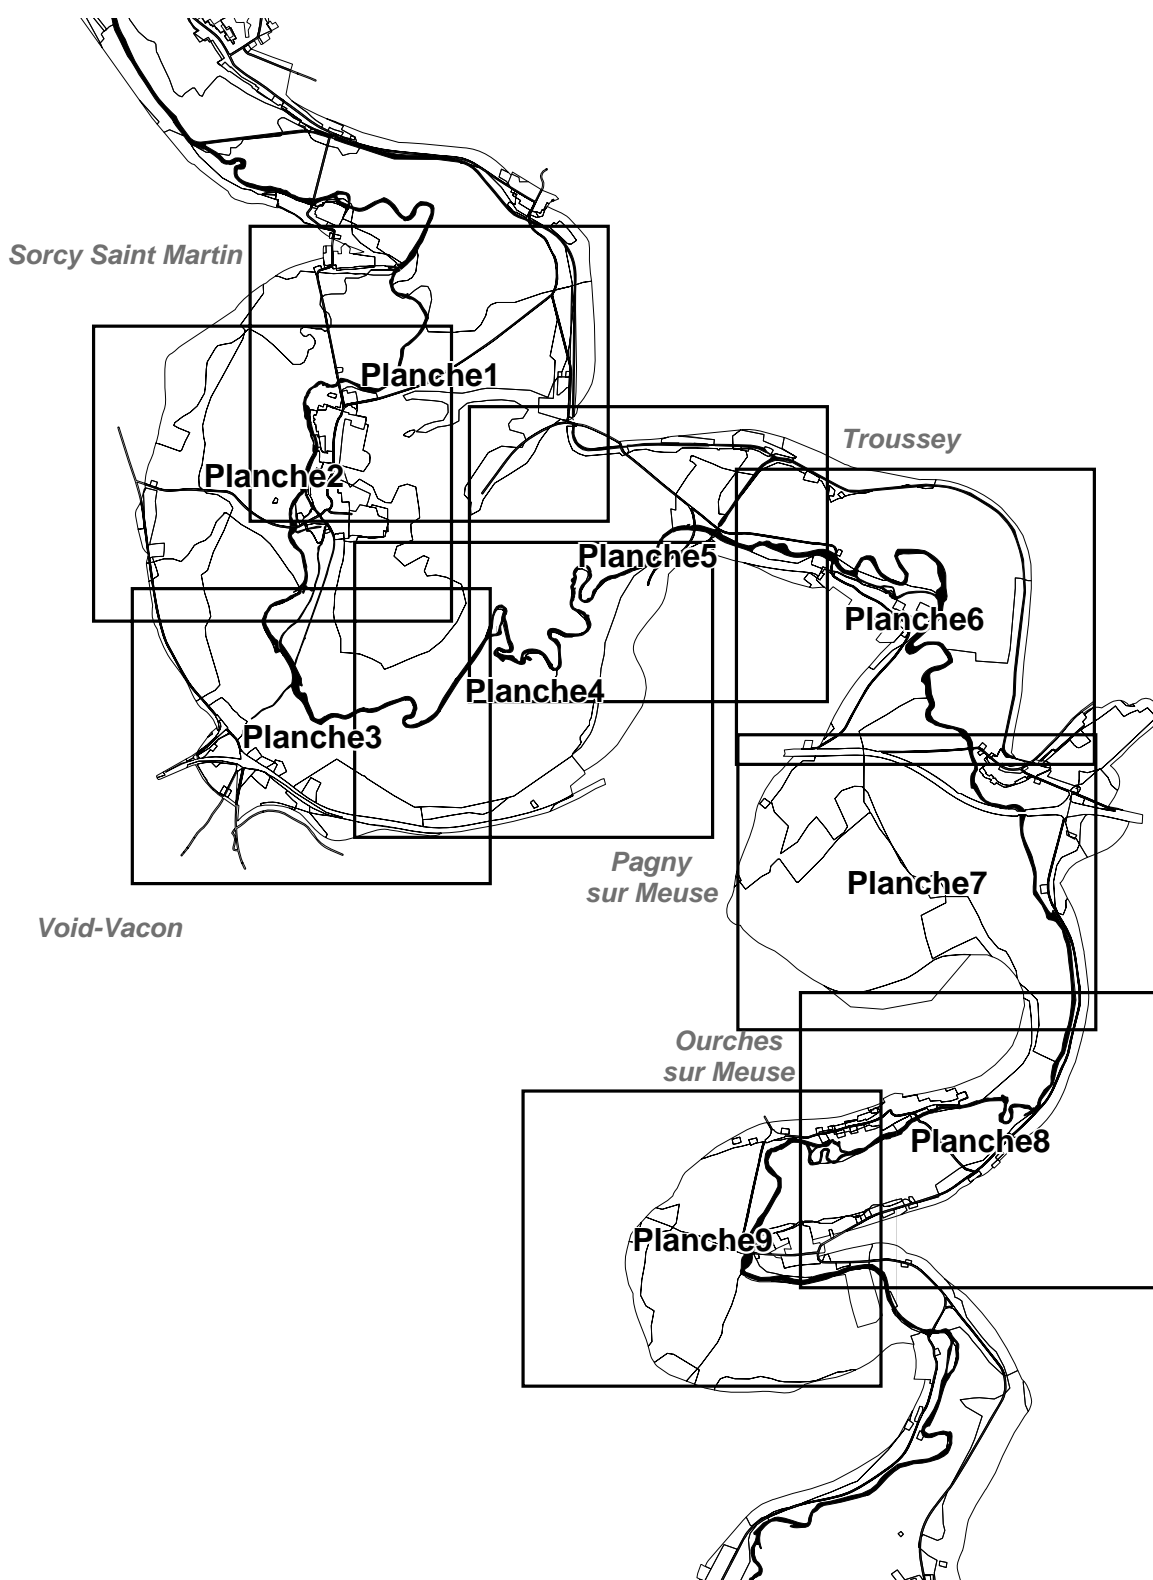 Sorcy Saint Martin
Planche1
Troussey
Planche2
Planche5
Planche6
Planche4
Planche3
Pagny
sur Meuse
Planche7
Void-Vacon
Ourches
sur Meuse
Planche8
Planche9